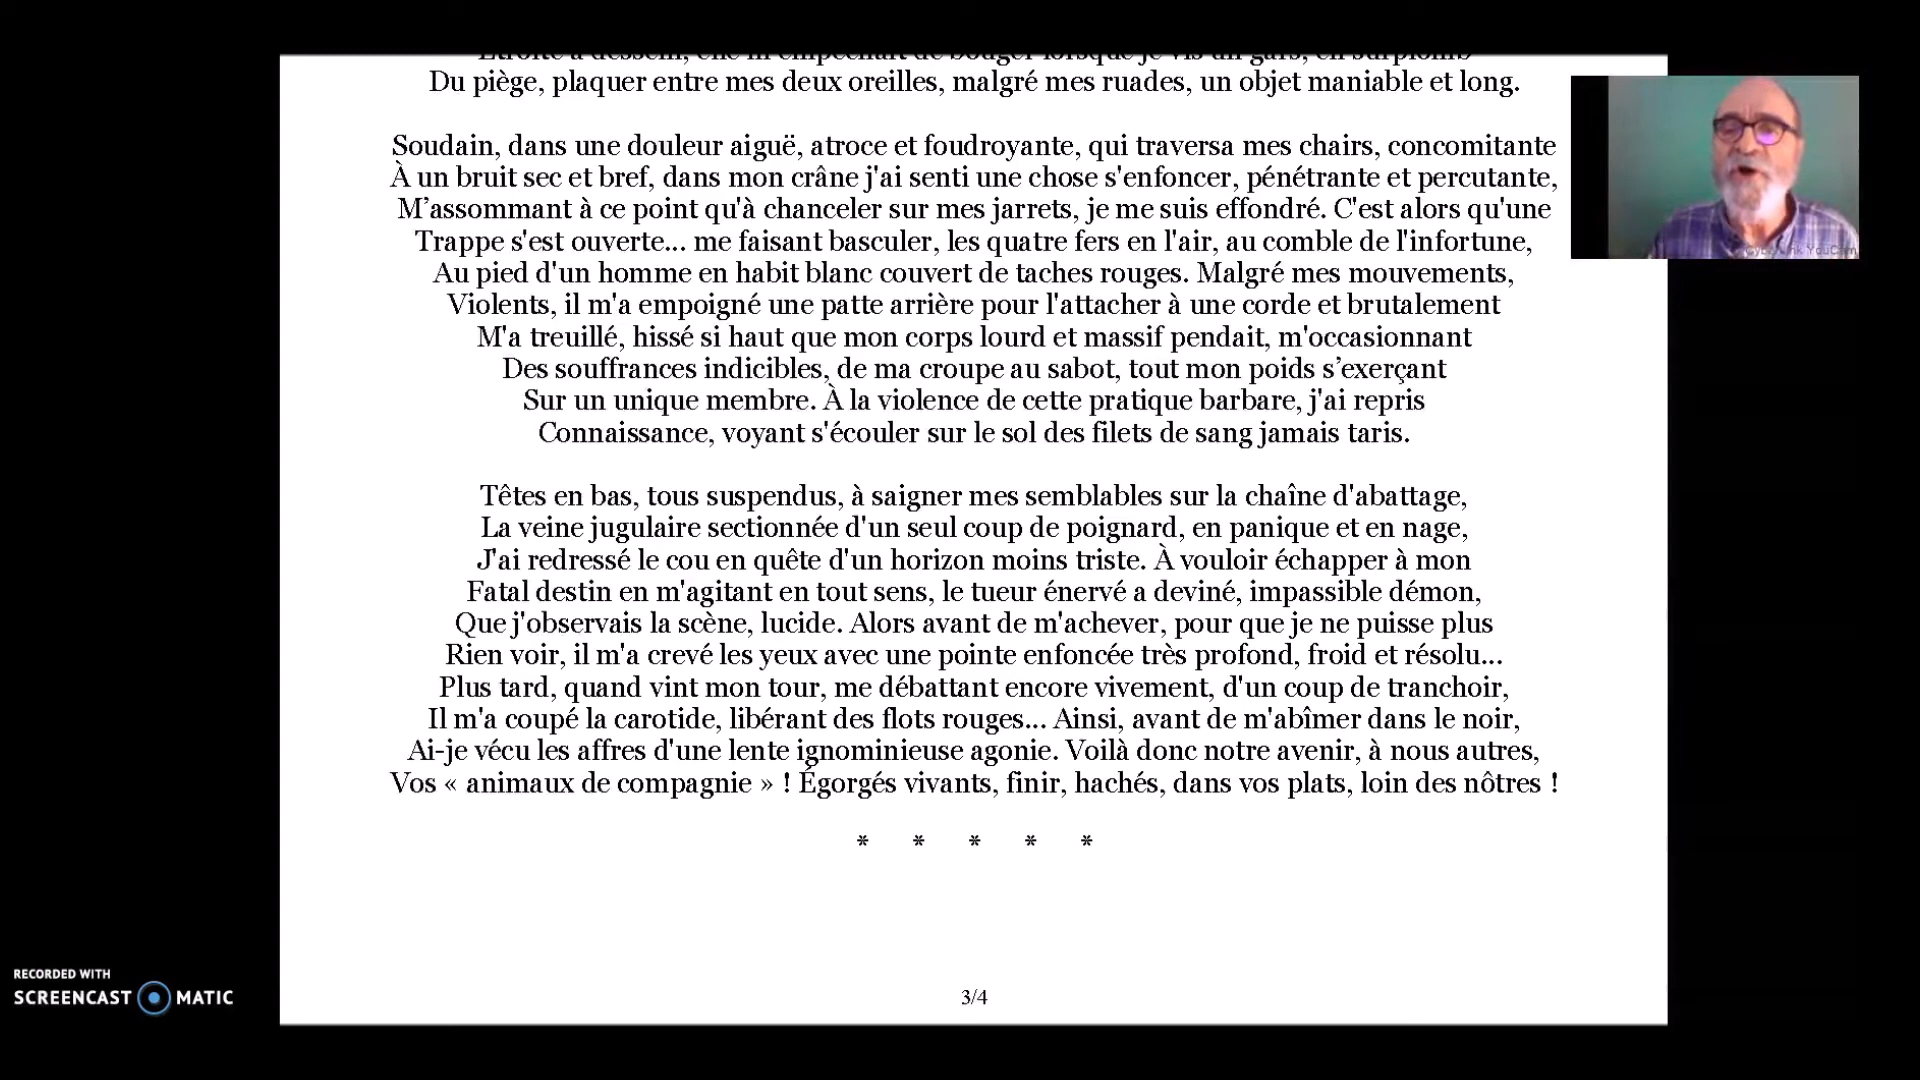 Étroite à dessein, elle m'empêchait de bouger lorsque je vis un gars, en surplomb
Du piège, plaquer entre mes deux oreilles, malgré mes ruades, un objet maniable et long.
Soudain, dans une douleur aiguë, atroce et foudroyante, qui traversa mes chairs, concomitante
À un bruit sec et bref, dans mon crâne j'ai senti une chose s'enfoncer, pénétrante et percutante,
M’assommant à ce point qu'à chanceler sur mes jarrets, je me suis effondré. C'est alors qu'une
Trappe s'est ouverte... me faisant basculer, les quatre fers en l'air, au comble de l'infortune,
Au pied d'un homme en habit blanc couvert de taches rouges. Malgré mes mouvements,
Violents, il m'a empoigné une patte arrière pour l'attacher à une corde et brutalement
M'a treuillé, hissé si haut que mon corps lourd et massif pendait, m'occasionnant
Des souffrances indicibles, de ma croupe au sabot, tout mon poids s’exerçant
Sur un unique membre. À la violence de cette pratique barbare, j'ai repris
Connaissance, voyant s'écouler sur le sol des filets de sang jamais taris.
Têtes en bas, tous suspendus, à saigner mes semblables sur la chaîne d'abattage,
La veine jugulaire sectionnée d'un seul coup de poignard, en panique et en nage,
J'ai redressé le cou en quête d'un horizon moins triste. À vouloir échapper à mon
Fatal destin en m'agitant en tout sens, le tueur énervé a deviné, impassible démon,
Que j'observais la scène, lucide. Alors avant de m'achever, pour que je ne puisse plus
Rien voir, il m'a crevé les yeux avec une pointe enfoncée très profond, froid et résolu...
Plus tard, quand vint mon tour, me débattant encore vivement, d'un coup de tranchoir,
Il m'a coupé la carotide, libérant des flots rouges... Ainsi, avant de m'abîmer dans le noir,
Ai-je vécu les affres d'une lente ignominieuse agonie. Voilà donc notre avenir, à nous autres,
Vos « animaux de compagnie » ! Égorgés vivants, finir, hachés, dans vos plats, loin des nôtres !
* * * * *
3/4
RECORDED WITH
SCREENCAST MATIC
CyberLink YouCam